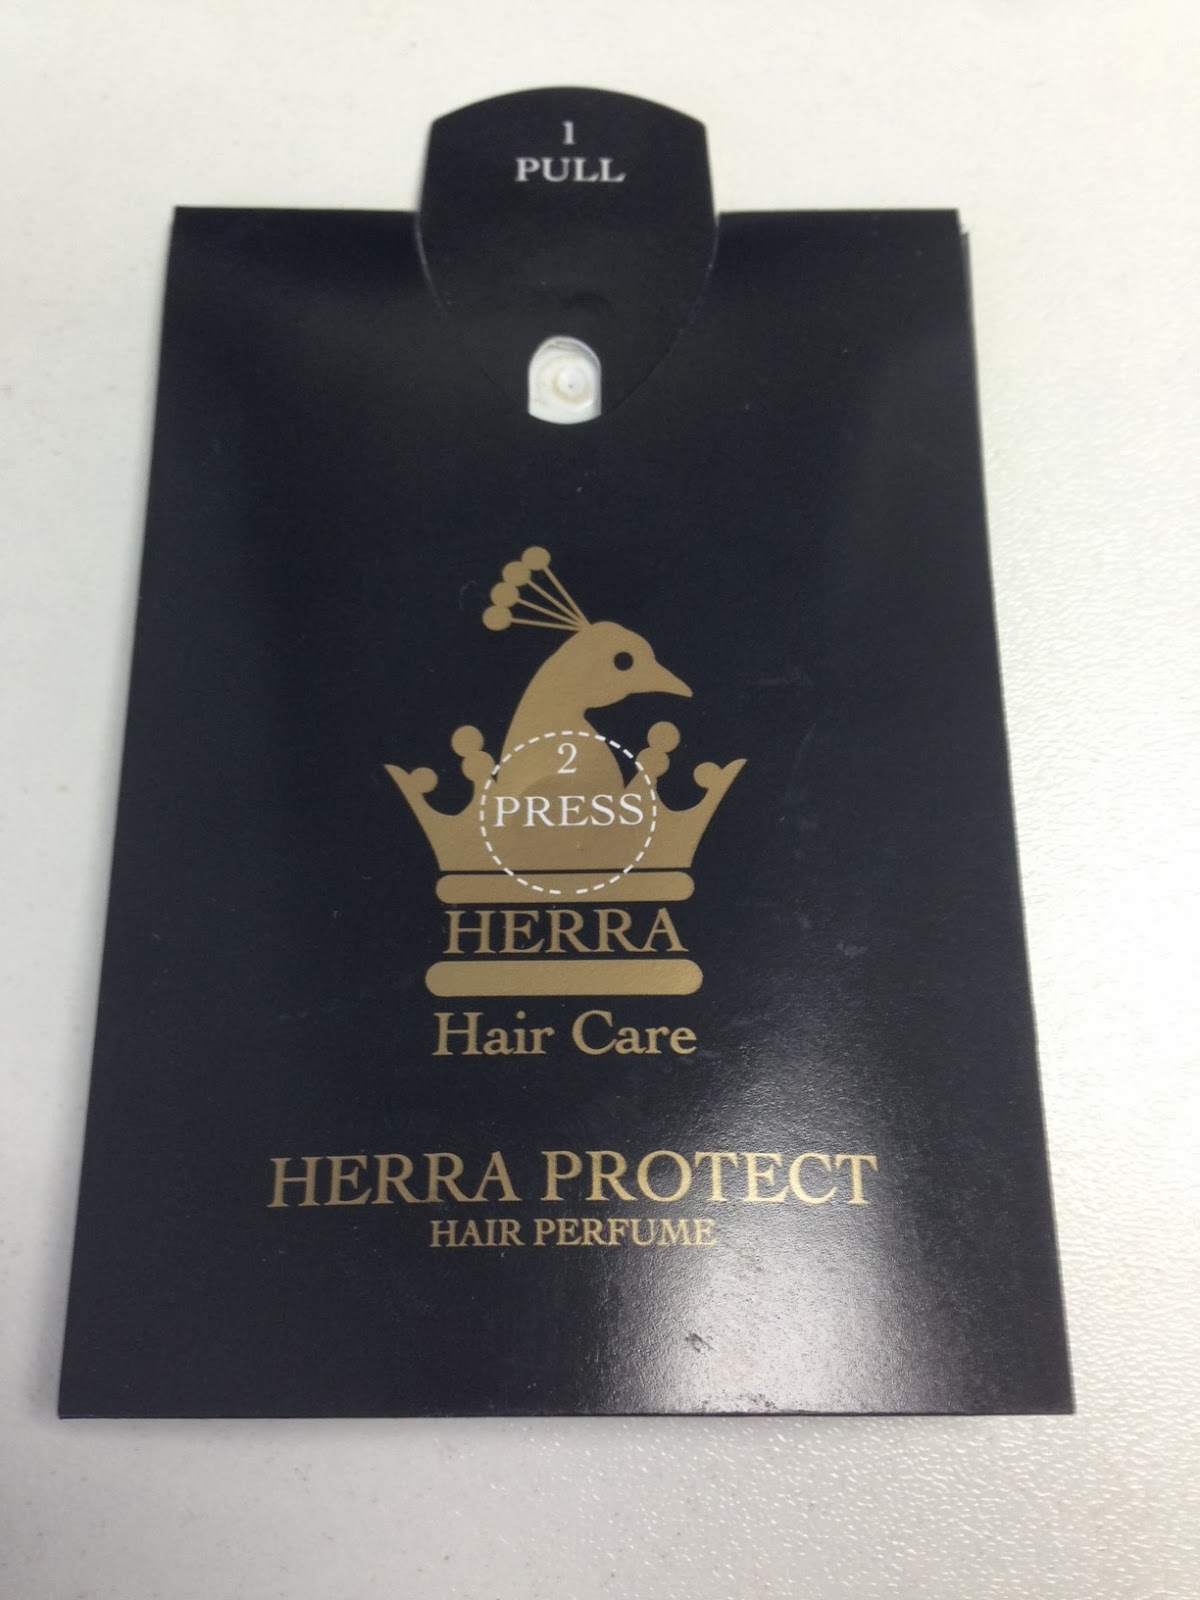 1
PULL
2
PRESS
HERRA
Hair Care
HERRA PROTECT
HAIR PERFUME